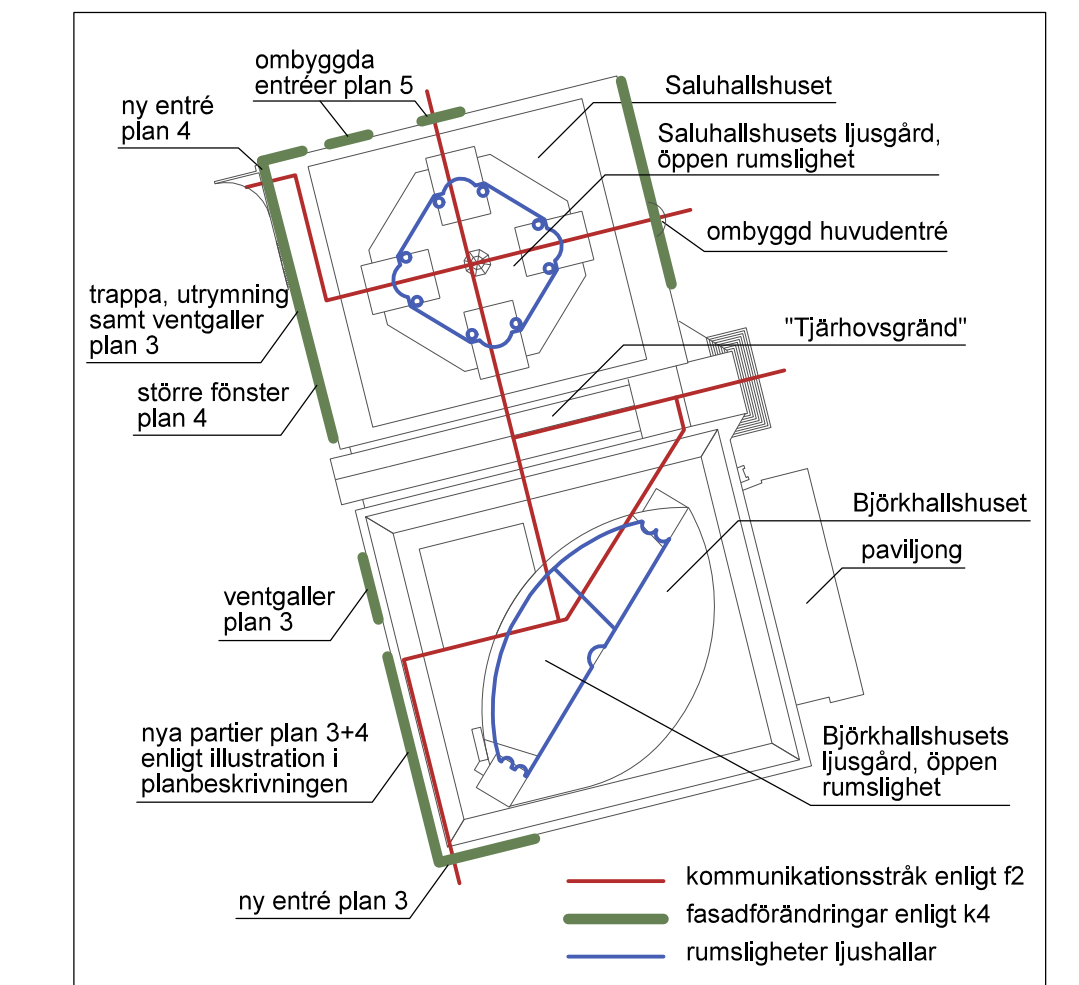 ombyggda
entréer plan 5
ny entré
plan 4
Saluhallshuset
Saluhallshusets ljusgård,
öppen rumslighet
ombyggd huvudentré
trappa, utrymning
samt ventgaller
plan 3
"Tjärhovsgränd"
större fönster
plan 4
Björkhallshuset
paviljong
ventgaller
plan 3
nya partier plan 3+4
enligt illustration i
planbeskrivningen
Björkhallshusets
ljusgård, öppen
rumslighet
ny entré plan 3
kommunikationsstråk enligt f2
fasadförändringar enligt k4
rumsligheter ljushallar